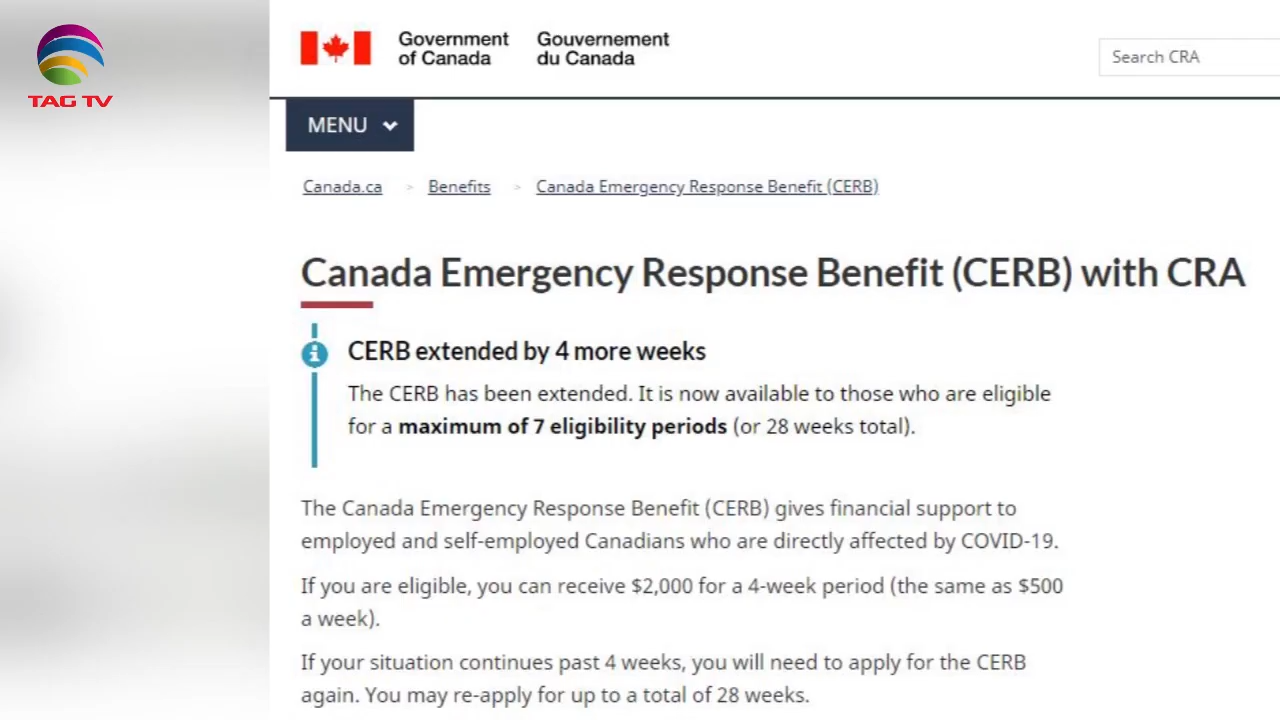 TAG TV
Government of Canada
Gouvernement du Canada
Search CRA
MENU
Canada.ca > Benefits > Canada Emergency Response Benefit (CERB)
Canada Emergency Response Benefit (CERB) with CRA
CERB extended by 4 more weeks
The CERB has been extended. It is now available to those who are eligible
for a maximum of 7 eligibility periods (or 28 weeks total).
The Canada Emergency Response Benefit (CERB) gives financial support to
employed and self-employed Canadians who are directly affected by COVID-19.
If you are eligible, you can receive $2,000 for a 4-week period (the same as $500
a week).
If your situation continues past 4 weeks, you will need to apply for the CERB
again. You may re-apply for up to a total of 28 weeks.